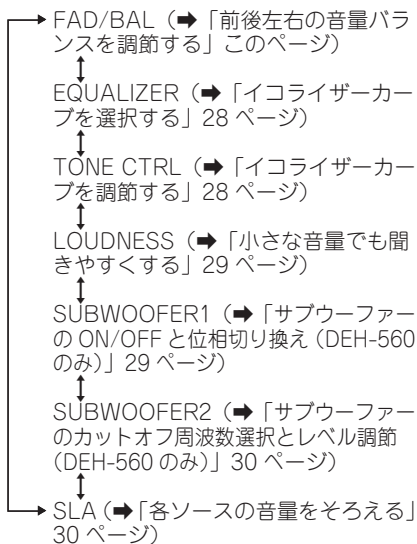 FAD/BAL（➡「前後左右の音量バラ
ンスを調節する」このページ）
EQUALIZER（➡「イコライザーカー
ブを選択する」28 ページ）
TONE CTRL（➡「イコライザーカー
ブを調節する」28 ページ）
LOUDNESS（➡「小さな音量でも聞
きやすくする」29 ページ）
SUBWOOFER1（➡「サブウーファー
の ON/OFF と位相切り換え（DEH-560
のみ）」29 ページ）
SUBWOOFER2（➡「サブウーファー
のカットオフ周波数選択とレベル調節
（DEH-560 のみ）」30 ページ）
SLA（➡「各ソースの音量をそろえる」
30 ページ）